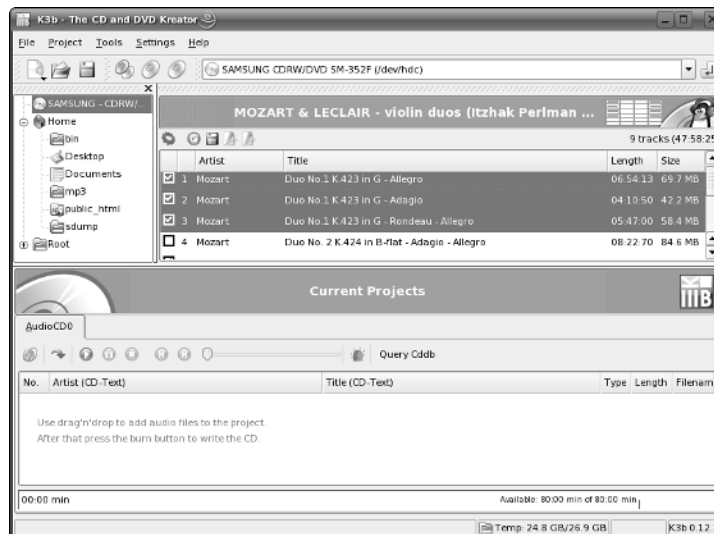 K3b - The CD and DVD Kreator
File Project Tools Settings Help
SAMSUNG CDRW/DVD SM-352F (/dev/hdc)
SAMSUNG - CDRW/...
Home
bin
Desktop
Documents
mp3
public_html
sdump
Root
MOZART & LECLAIR - violin duos (Itzhak Perlman ...
9 tracks (47:58:25
Artist Title Length Size
1 Mozart Duo No.1 K.423 in G - Allegro 06:54:13 69.7 MB
2 Mozart Duo No.1 K.423 in G - Adagio 04:10:50 42.2 MB
3 Mozart Duo No.1 K.423 in G - Rondeau - Allegro 05:47:00 58.4 MB
4 Mozart Duo No. 2 K.424 in B-flat - Adagio - Allegro 08:22:70 84.6 MB
Current Projects
AudioCD0
Query Cddb
No. Artist (CD-Text) Title (CD-Text) Type Length Filenam
Use drag'n'drop to add audio files to the project.
After that press the burn button to write the CD.
00:00 min Available: 80:00 min of 80:00 min
Temp: 24.8 GB/26.9 GB K3b 0.12.